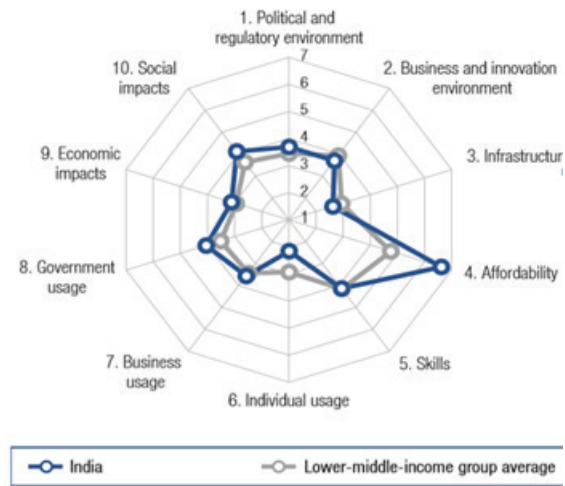 1. Political and
regulatory environment
10. Social
impacts
2. Business and innovation
environment
9. Economic
impacts
3. Infrastructur
8. Government
usage
4. Affordability
7. Business
usage
5. Skills
6. Individual usage
7
6
5
4
3
2
1
India
Lower-middle-income group average